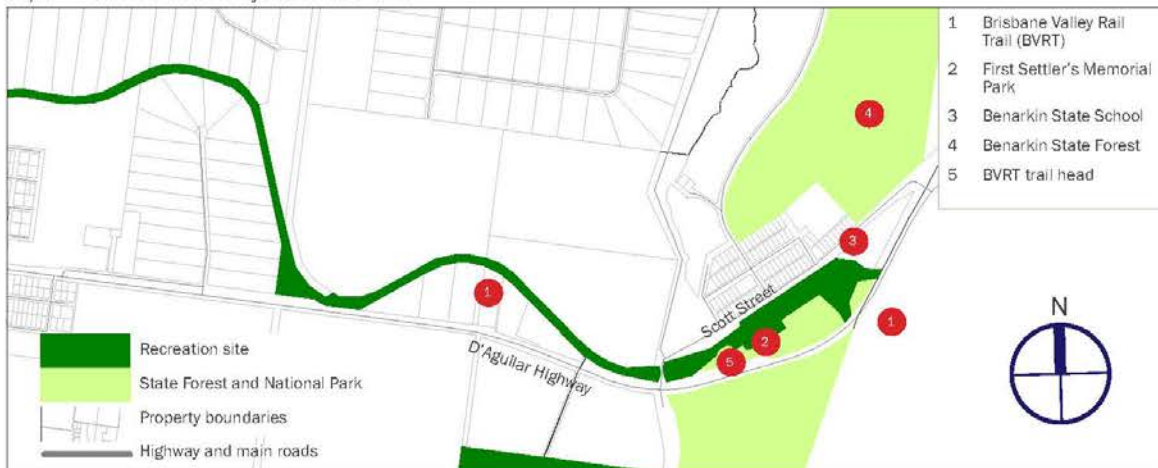 1 Brisbane Valley Rail
Trail (BVRT)
2 First Settler's Memorial
Park
3 Benarkin State School
4 Benarkin State Forest
5 BVRT trail head
4
3
Scott Street
1
1
2
5
D'Aguilar Highway
N
Recreation site
State Forest and National Park
Property boundaries
Highway and main roads